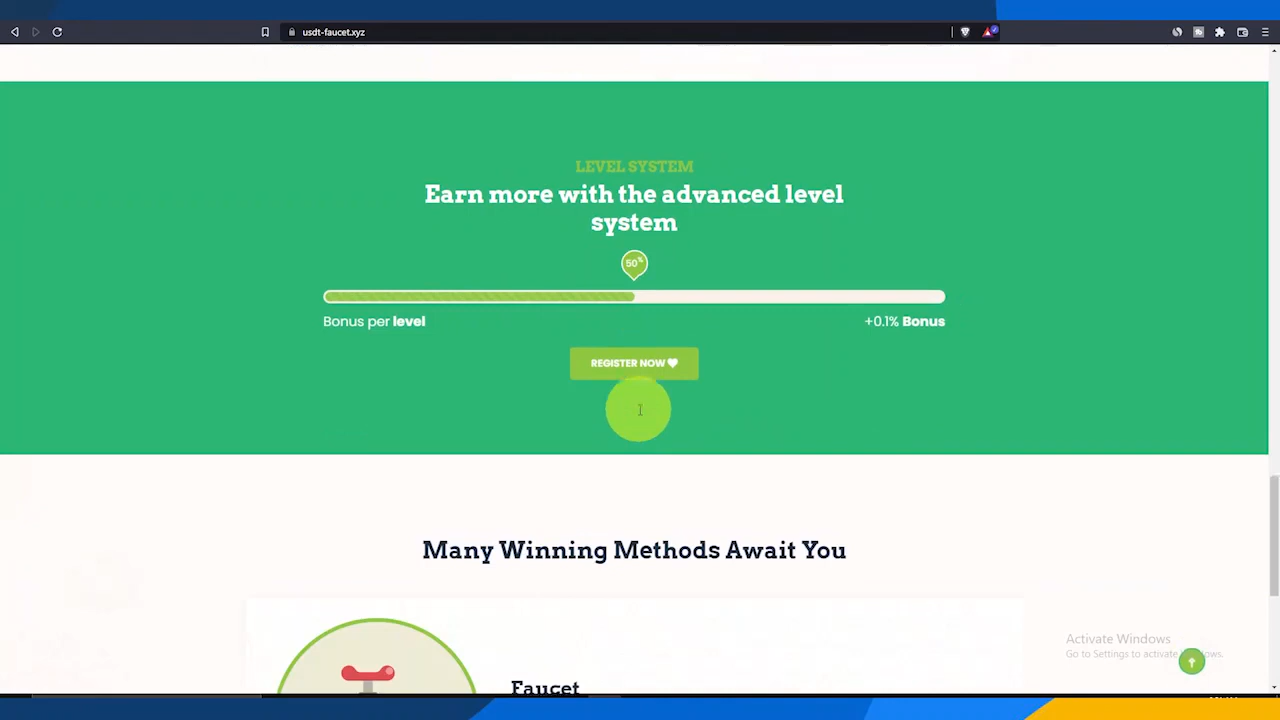 usdt-faucet.xyz
LEVEL SYSTEM
Earn more with the advanced level
system
50%
Bonus per level
+0.1% Bonus
REGISTER NOW
Many Winning Methods Await You
Faucet
Activate Windows
Go to Settings to activate Windows.